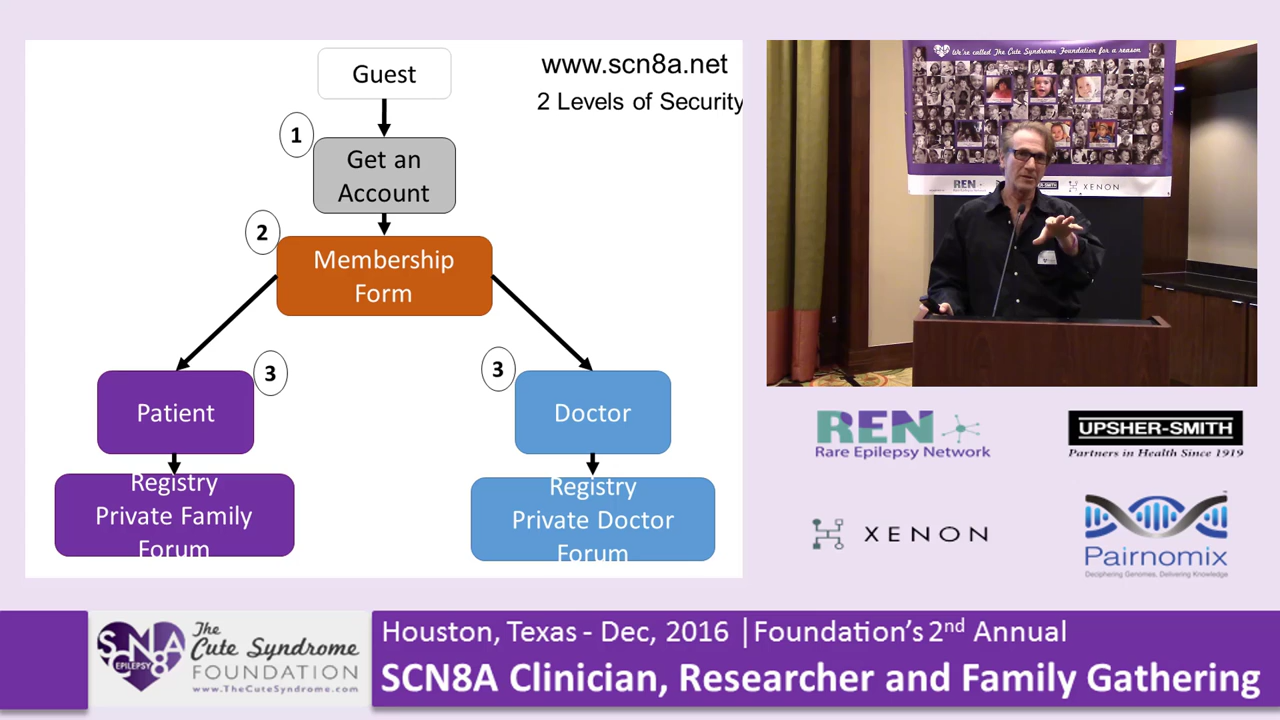 Guest
www.scn8a.net
2 Levels of Security
1
Get an
Account
2
Membership
Form
3
Patient
3
Doctor
Registry
Private Family
Forum
Registry
Private Doctor
Forum
We're called The Cute Syndrome Foundation for a reason
REN
UPSHER-SMITH
XENON
REN
Rare Epilepsy Network
UPSHER-SMITH
Partners in Health Since 1919
XENON
Pairnomix
Deciphering Genomes, Delivering Knowledge
SCN8A
EPILEPSY
The
Cute Syndrome
FOUNDATION
www.TheCuteSyndrome.com
Houston, Texas - Dec, 2016 | Foundation's 2nd Annual
SCN8A Clinician, Researcher and Family Gathering